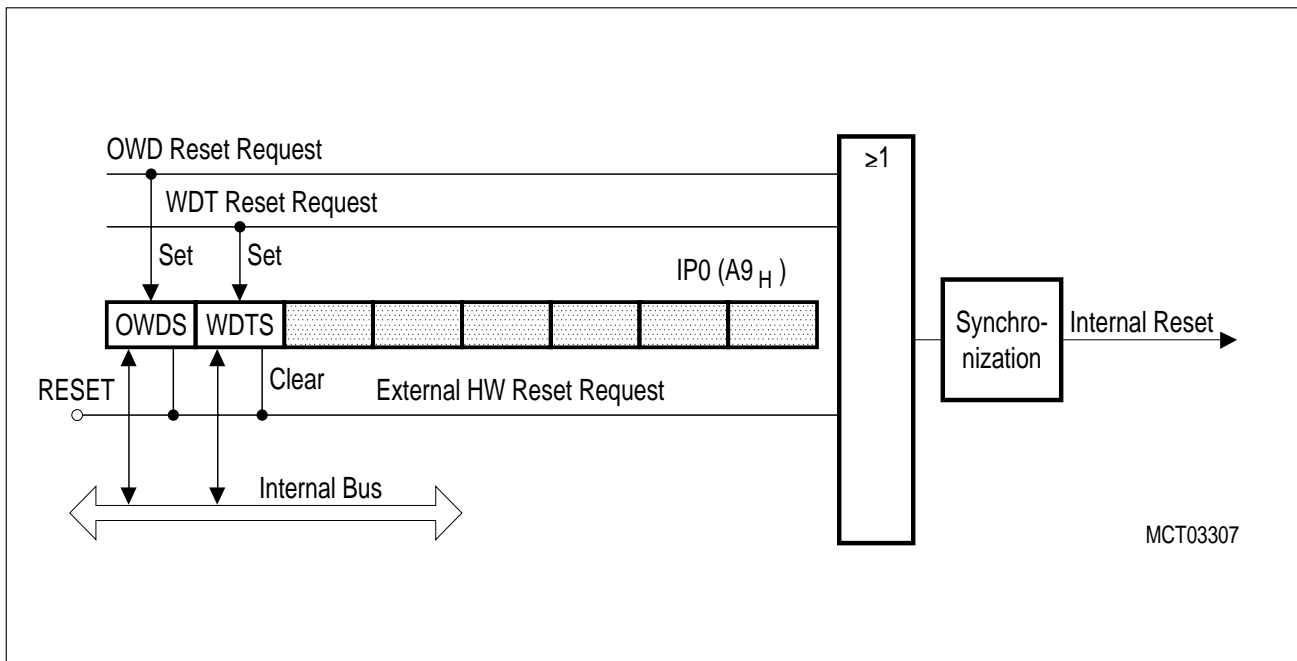 OWD Reset Request
≥1
WDT Reset Request
Set
Set
IP0 (A9 H )
OWDS
WDTS
Synchro-
nization
Internal Reset
Clear
RESET
External HW Reset Request
Internal Bus
MCT03307